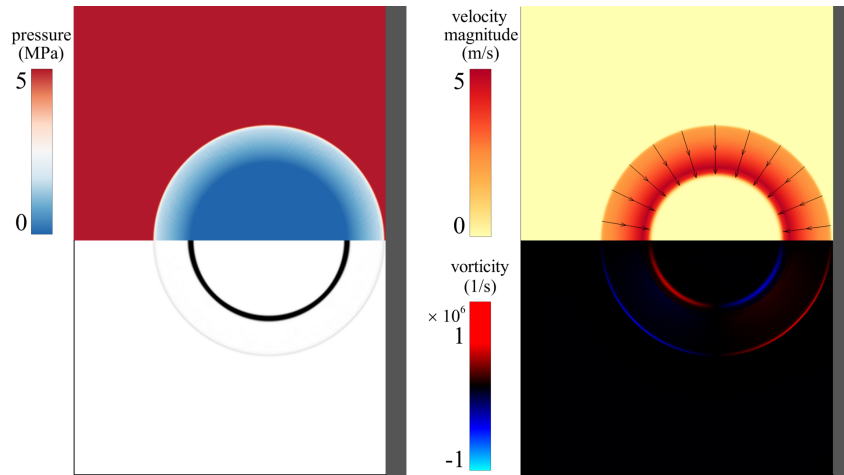 pressure
(MPa)
5
0
velocity
magnitude
(m/s)
5
0
vorticity
(1/s)
× 10⁶
1
-1